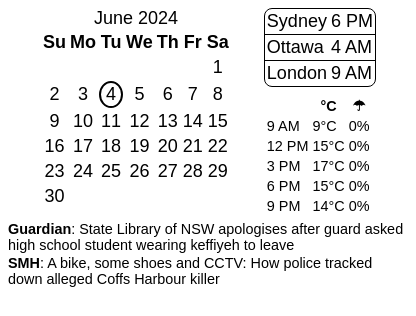 June 2024
Su Mo Tu We Th Fr Sa
1
2 3 4 5 6 7 8
9 10 11 12 13 14 15
16 17 18 19 20 21 22
23 24 25 26 27 28 29
30
Sydney 6 PM
Ottawa 4 AM
London 9 AM
°C ☂
9 AM 9°C 0%
12 PM 15°C 0%
3 PM 17°C 0%
6 PM 15°C 0%
9 PM 14°C 0%
Guardian: State Library of NSW apologises after guard asked
high school student wearing keffiyeh to leave
SMH: A bike, some shoes and CCTV: How police tracked
down alleged Coffs Harbour killer